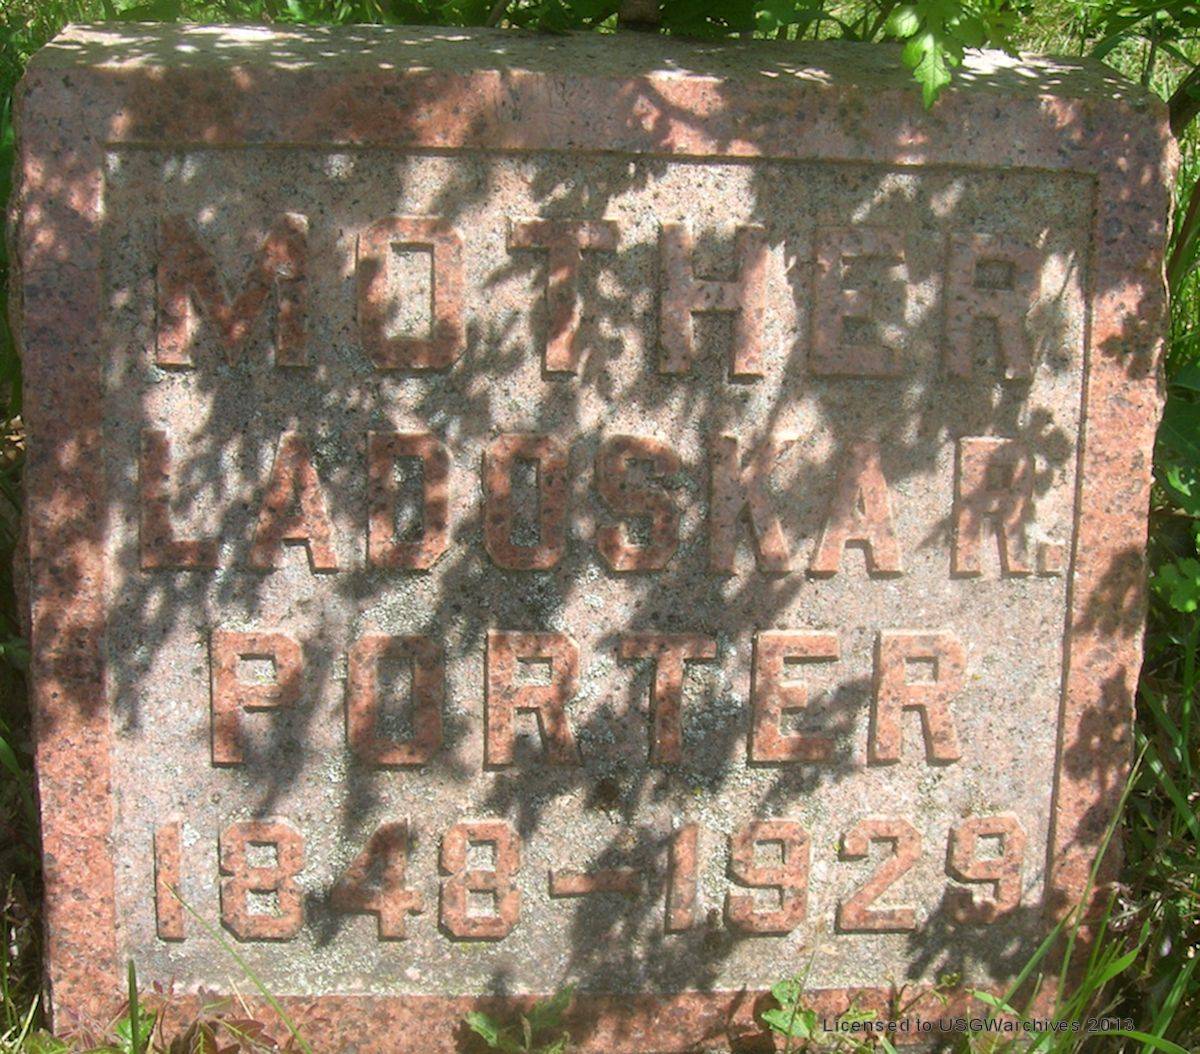 MOTHER
LADOSKA R.
PORTER
1848-1929
Licensed to USGWarchives 2013